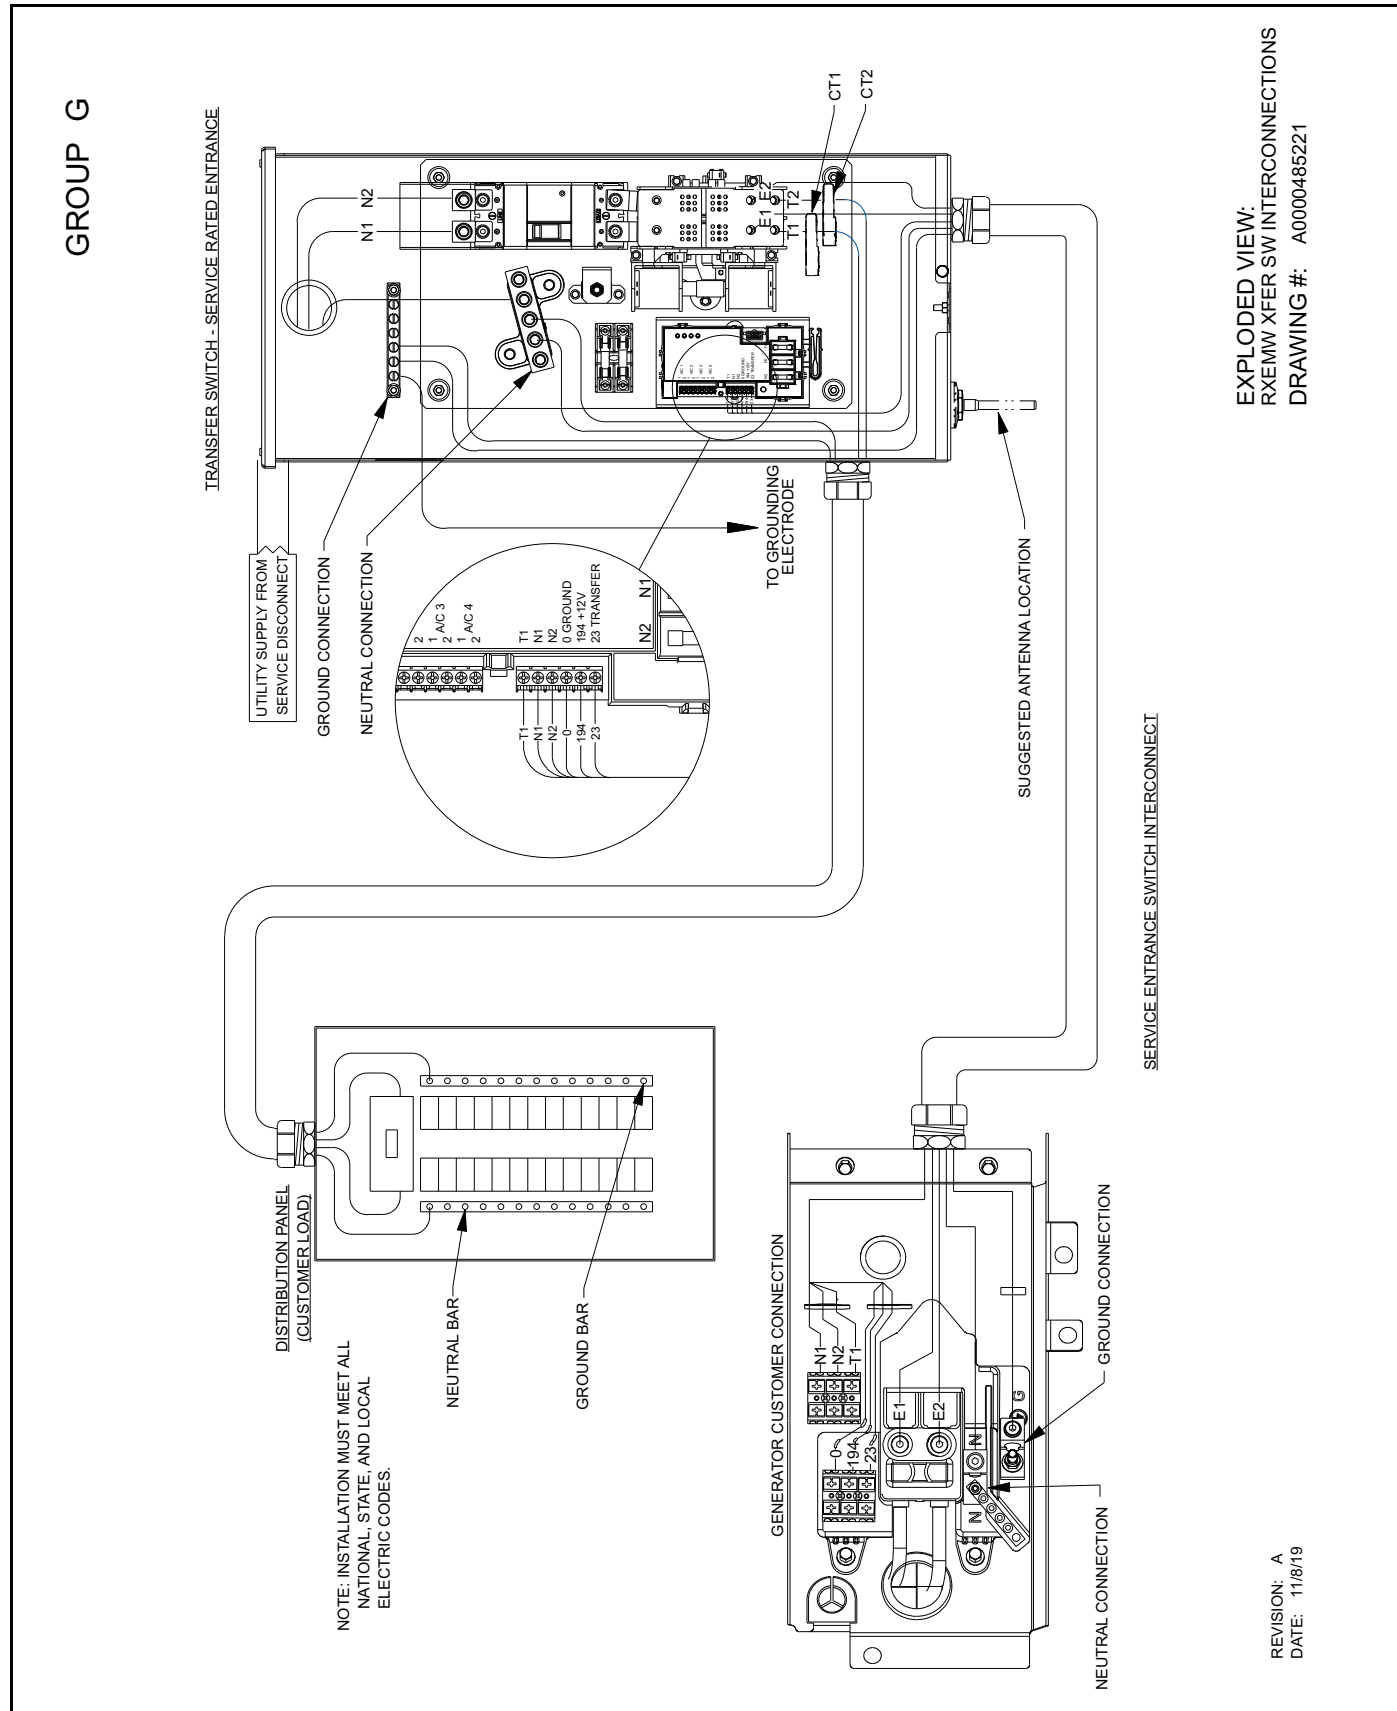 GROUP G
TRANSFER SWITCH - SERVICE RATED ENTRANCE
N1
N2
UTILITY SUPPLY FROM
SERVICE DISCONNECT
GROUND CONNECTION
NEUTRAL CONNECTION
T1
E1
E2
T2
CT1
CT2
2
1
A/C 3
2
1
A/C 4
2
T1
N1
N2
0 GROUND
194 +12V
23 TRANSFER
T1
N1
N2
0
194
23
N2
N1
TO GROUNDING
ELECTRODE
SUGGESTED ANTENNA LOCATION
DISTRIBUTION PANEL
(CUSTOMER LOAD)
NEUTRAL BAR
GROUND BAR
NOTE: INSTALLATION MUST MEET ALL
NATIONAL, STATE, AND LOCAL
ELECTRIC CODES.
SERVICE ENTRANCE SWITCH INTERCONNECT
GENERATOR CUSTOMER CONNECTION
N1
N2
T1
0
194
23
E1
E2
N
N
G
GROUND CONNECTION
NEUTRAL CONNECTION
EXPLODED VIEW:
RXEMW XFER SW INTERCONNECTIONS
DRAWING #: A0000485221
REVISION: A
DATE: 11/8/19